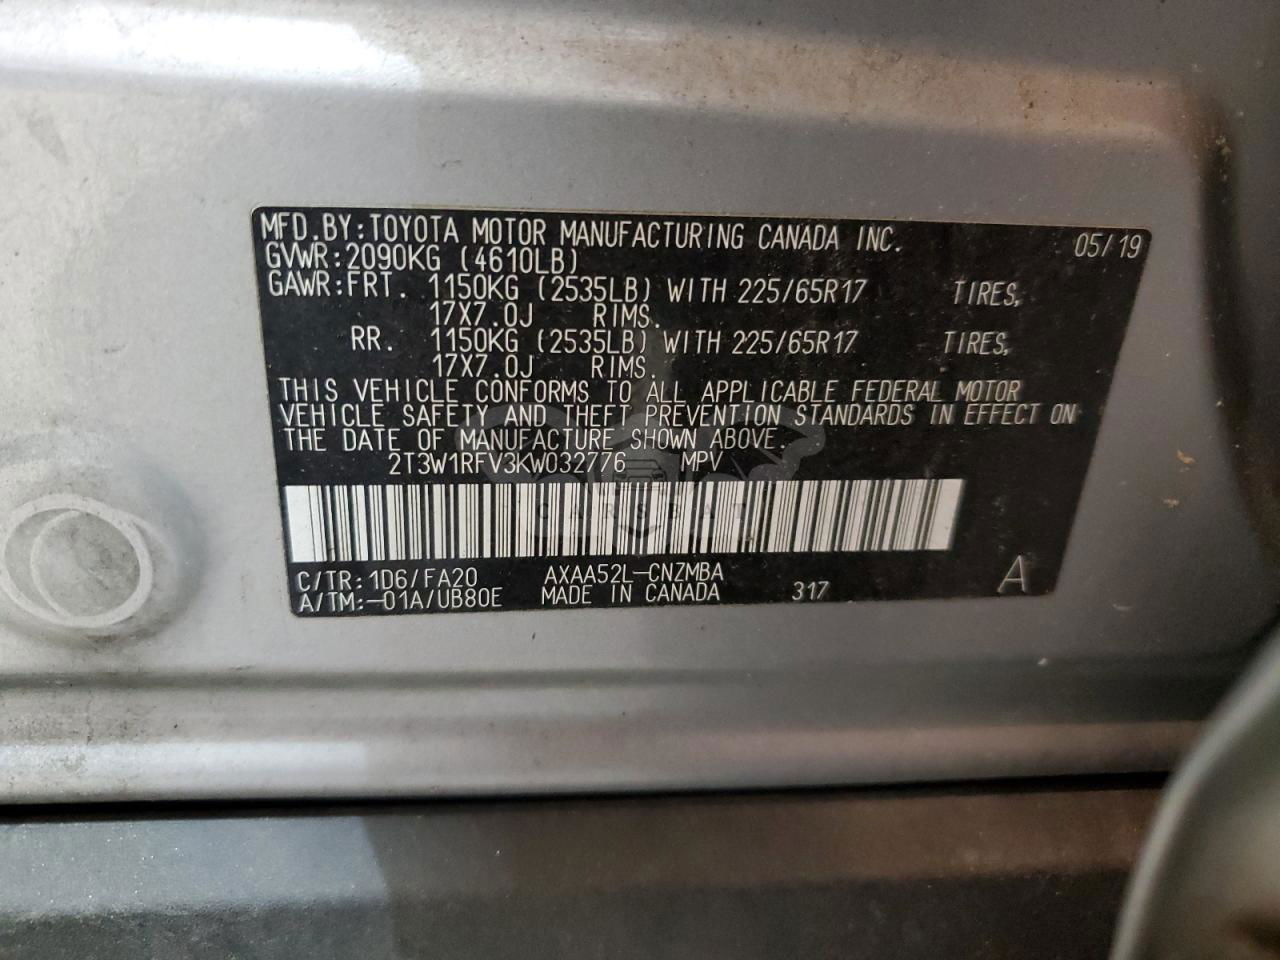 MFD.BY:TOYOTA MOTOR MANUFACTURING CANADA INC. 05/19
GVWR:2090KG (4610LB)
GAWR:FRT. 1150KG (2535LB) WITH 225/65R17 TIRES,
17X7.0J RIMS.
RR. 1150KG (2535LB) WITH 225/65R17 TIRES,
17X7.0J RIMS.
THIS VEHICLE CONFORMS TO ALL APPLICABLE FEDERAL MOTOR
VEHICLE SAFETY AND THEFT PREVENTION STANDARDS IN EFFECT ON
THE DATE OF MANUFACTURE SHOWN ABOVE.
2T3W1RFV3KW032776 MPV
C/TR:1D6/FA20 AXAA52L-CNZMBA
A/TM:-01A/UB80E MADE IN CANADA 317 A